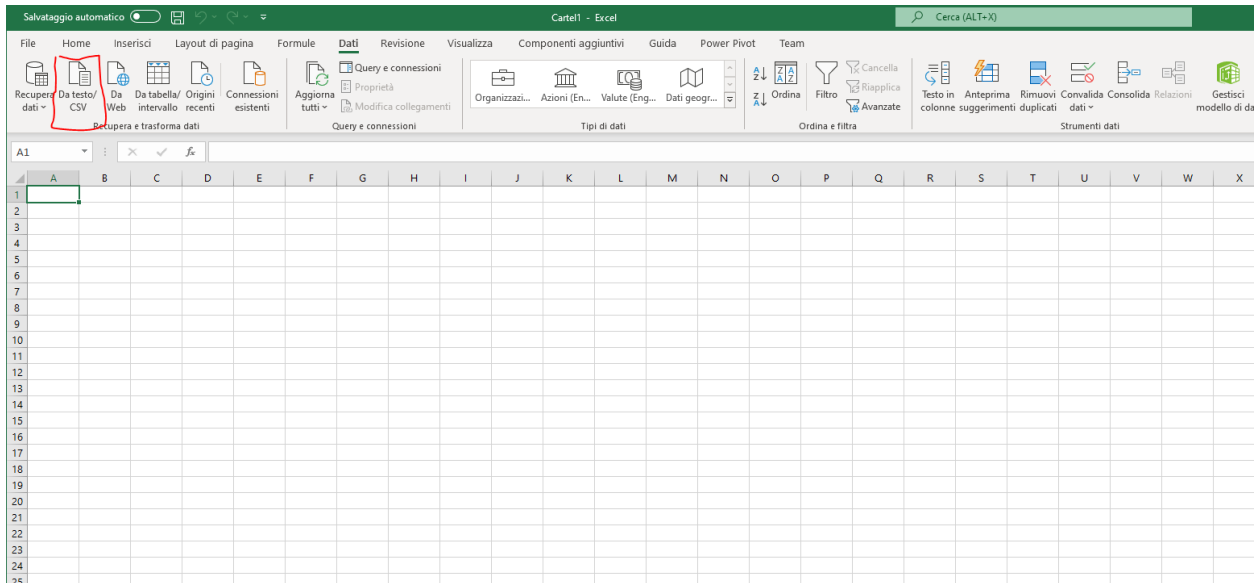 Salvataggio automatico Cartel1 - Excel Cerca (ALT+X)
File Home Inserisci Layout di pagina Formule Dati Revisione Visualizza Componenti aggiuntivi Guida Power Pivot Team
Recupera dati
Da testo/ CSV
Da Web
Da tabella/ intervallo
Origini recenti
Connessioni esistenti
Recupera e trasforma dati
Aggiorna tutti
Query e connessioni
Proprietà
Modifica collegamenti
Query e connessioni
Organizzazi...
Azioni (En...
Valute (Eng...
Dati geogr...
Tipi di dati
Ordina
Filtro
Cancella
Riapplica
Avanzate
Ordina e filtra
Testo in colonne
Anteprima suggerimenti
Rimuovi duplicati
Convalida dati
Consolida
Relazioni
Gestisci
modello di da
Strumenti dati
A1 fx
A B C D E F G H I J K L M N O P Q R S T U V W X
1
2
3
4
5
6
7
8
9
10
11
12
13
14
15
16
17
18
19
20
21
22
23
24
25